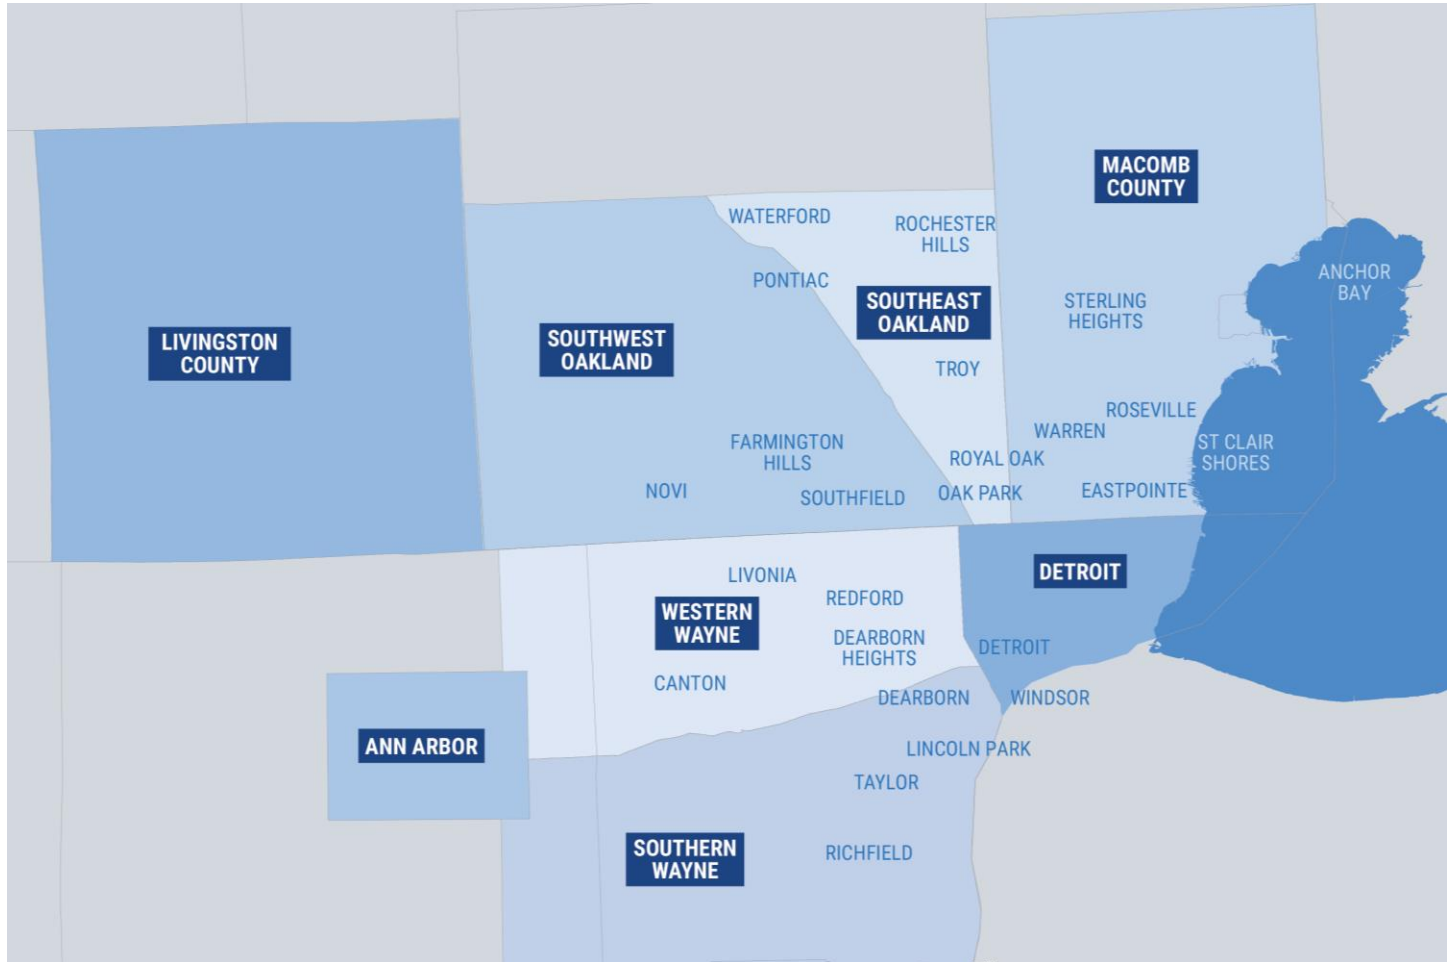 MACOMB
COUNTY
WATERFORD
ROCHESTER
HILLS
ANCHOR
BAY
PONTIAC
SOUTHEAST
OAKLAND
STERLING
HEIGHTS
LIVINGSTON
COUNTY
SOUTHWEST
OAKLAND
TROY
ROSEVILLE
WARREN
FARMINGTON
HILLS
ROYAL OAK
ST CLAIR
SHORES
NOVI
SOUTHFIELD
OAK PARK
EASTPOINTE
LIVONIA
DETROIT
REDFORD
WESTERN
WAYNE
DEARBORN
HEIGHTS
DETROIT
CANTON
DEARBORN
WINDSOR
ANN ARBOR
LINCOLN PARK
TAYLOR
SOUTHERN
WAYNE
RICHFIELD